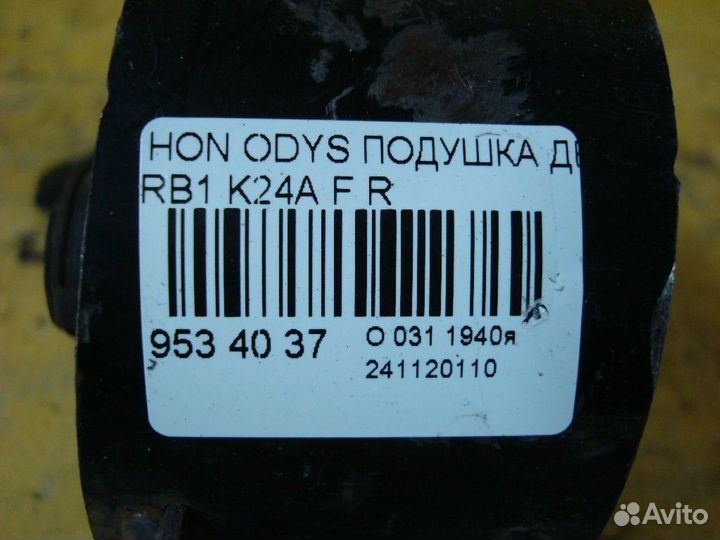 HON ODYS ПОДУШКА ДВ
RB1 K24A F R
953 40 37
О 031 1940я
241120110
Avito